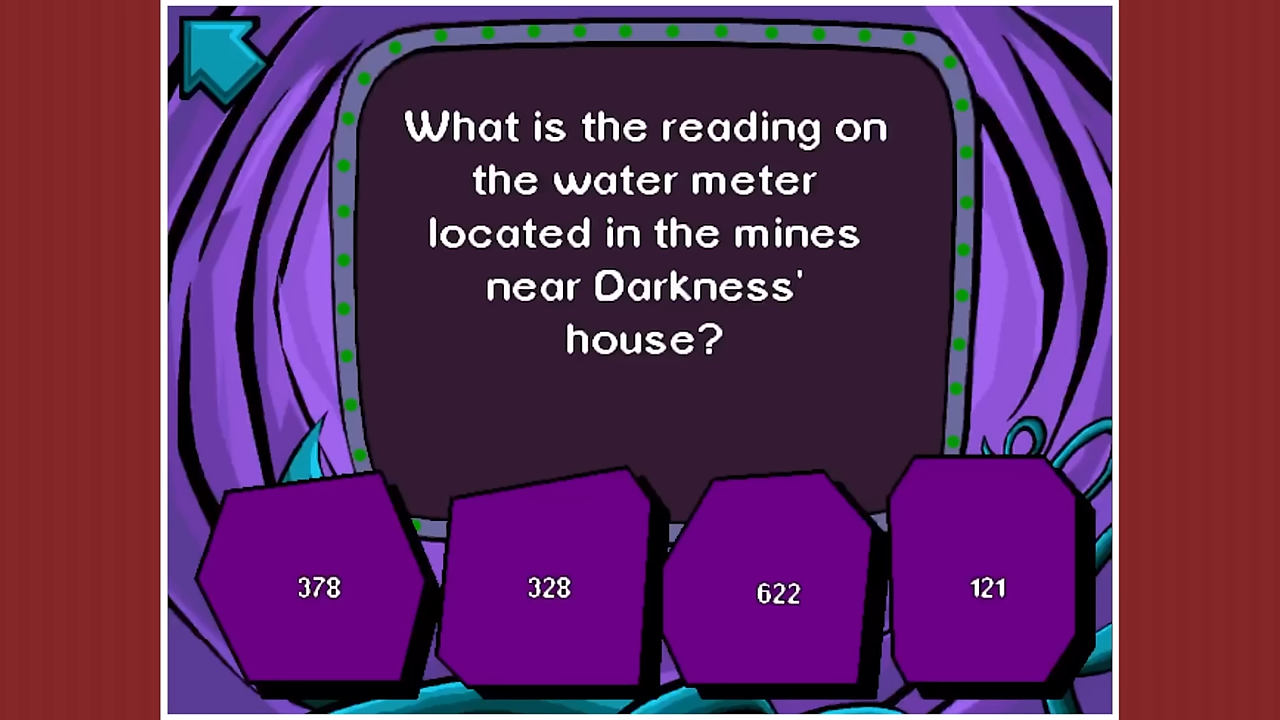 What is the reading on
the water meter
located in the mines
near Darkness'
house?
378
328
622
121